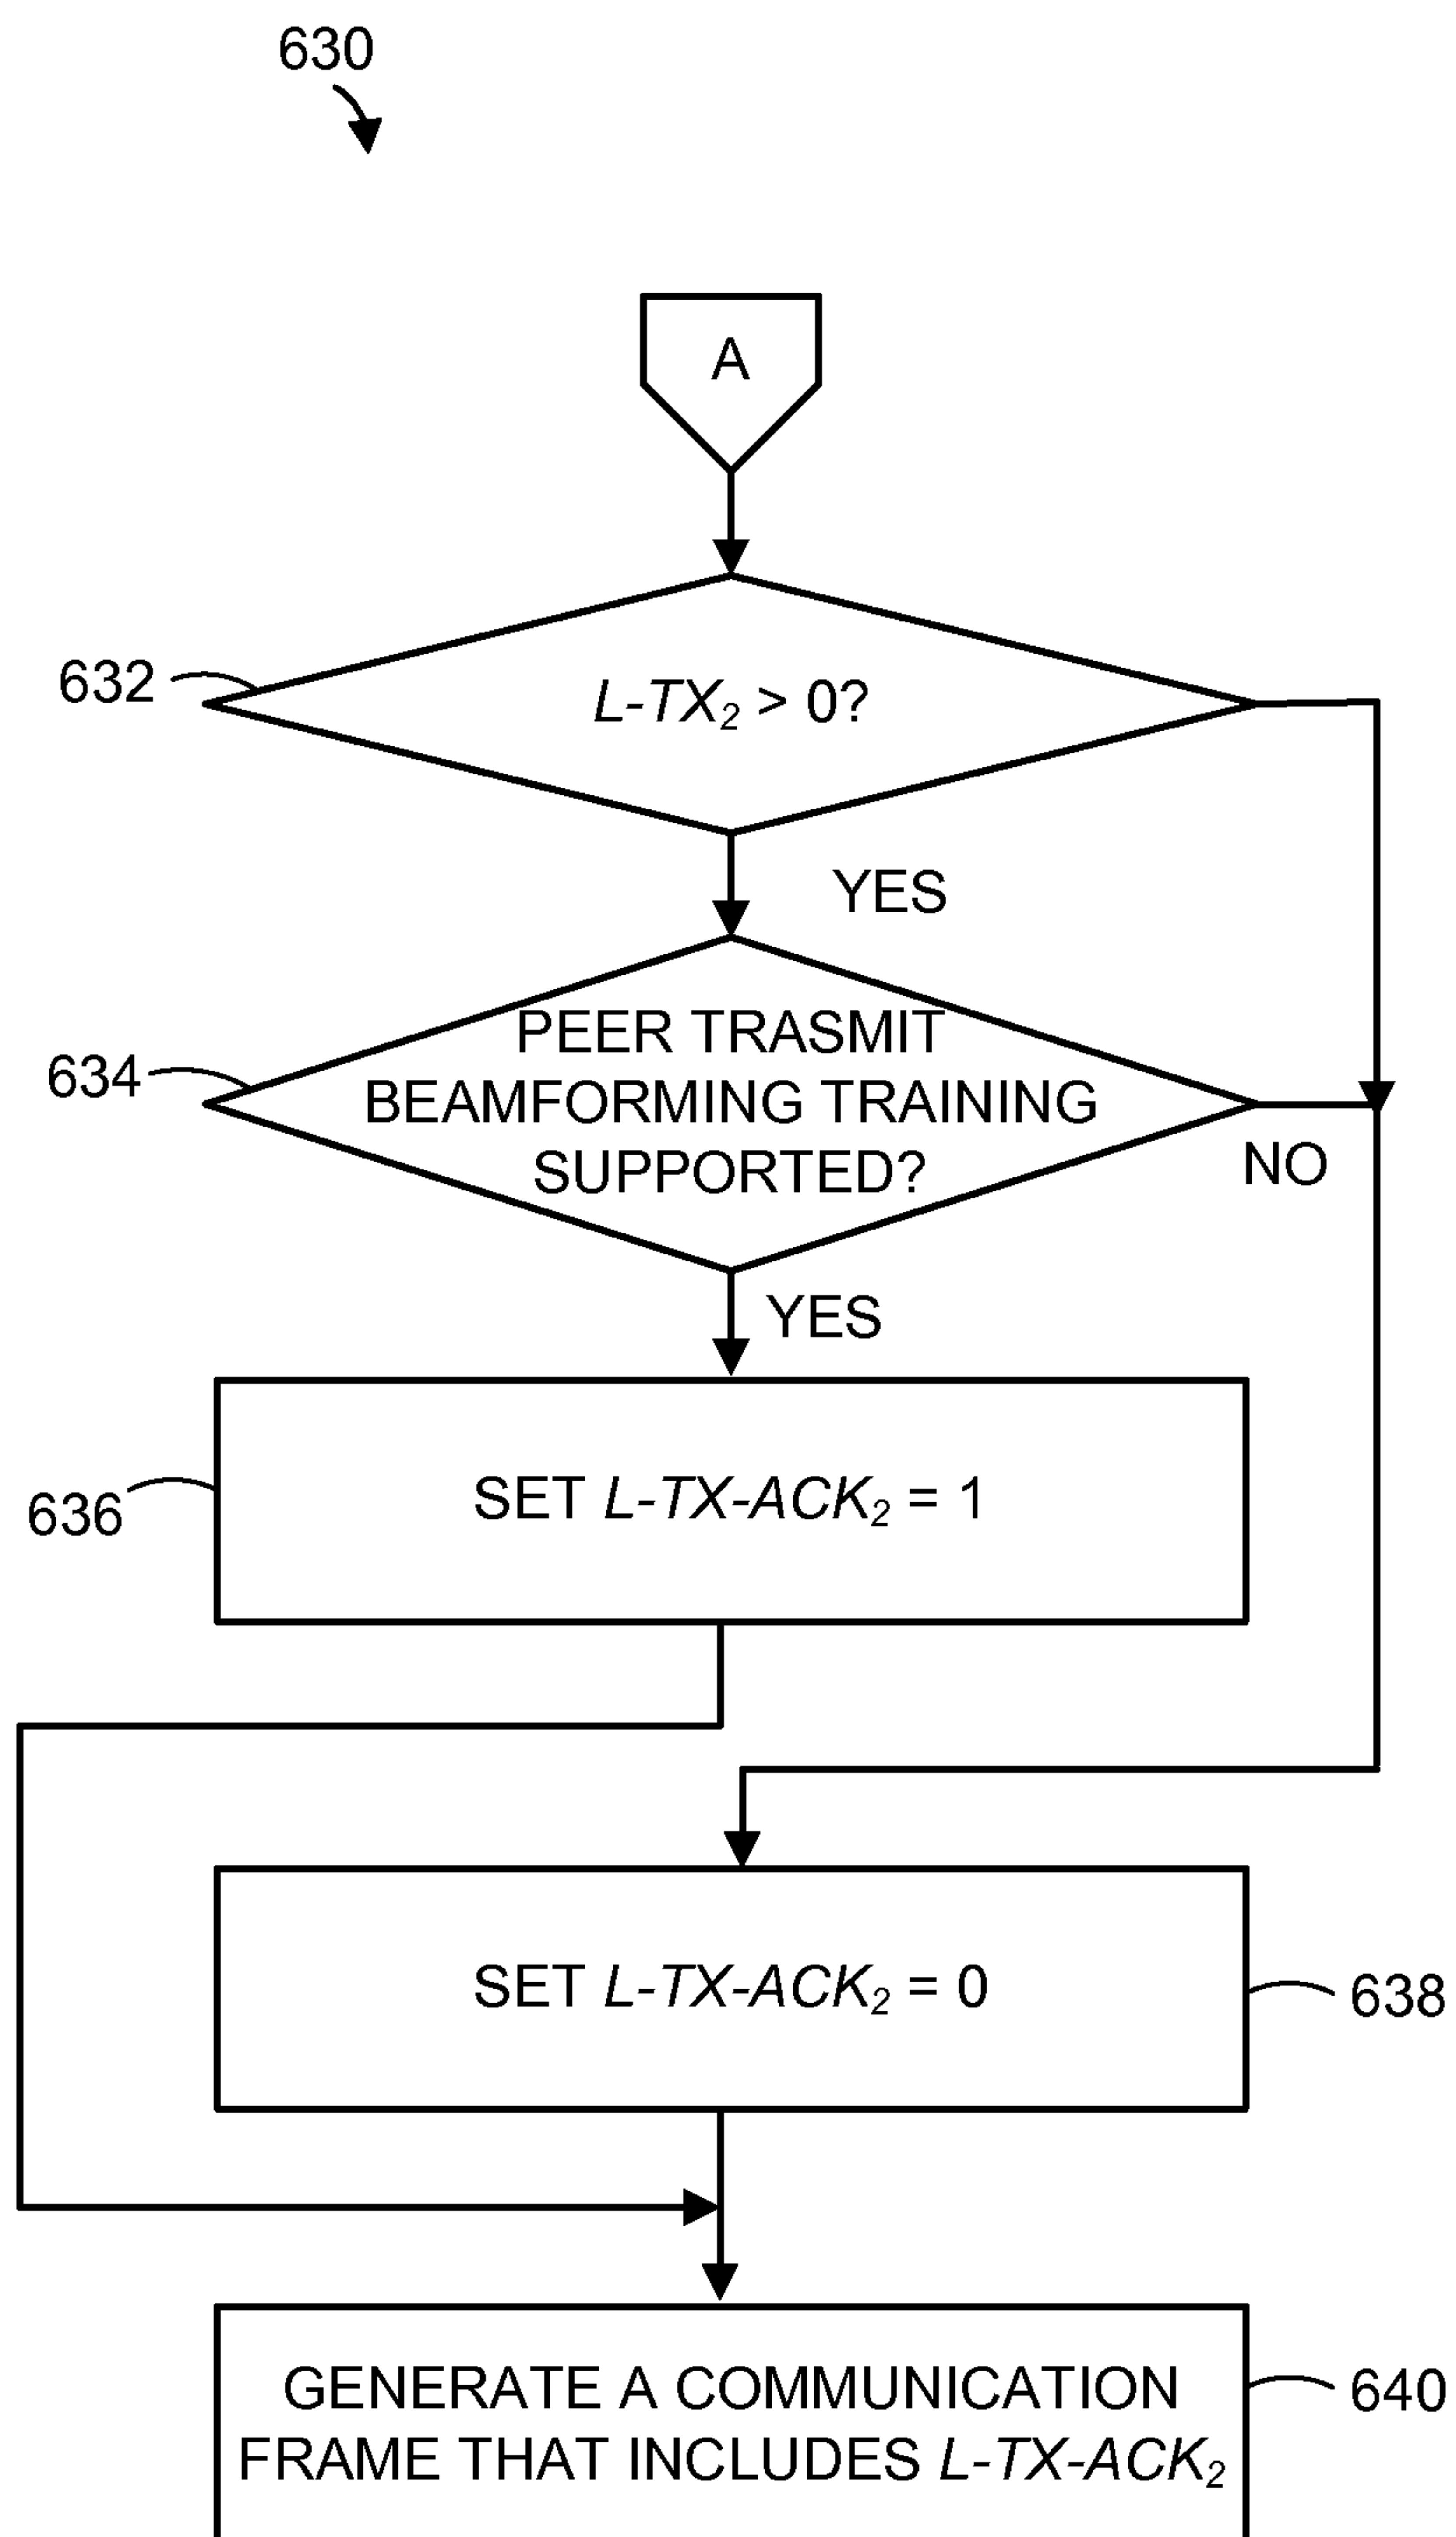 630
A
632
L-TX2 > 0?
YES
634
PEER TRASMIT
BEAMFORMING TRAINING
SUPPORTED?
NO
YES
636
SET L-TX-ACK2 = 1
SET L-TX-ACK2 = 0
638
GENERATE A COMMUNICATION
FRAME THAT INCLUDES L-TX-ACK2
640